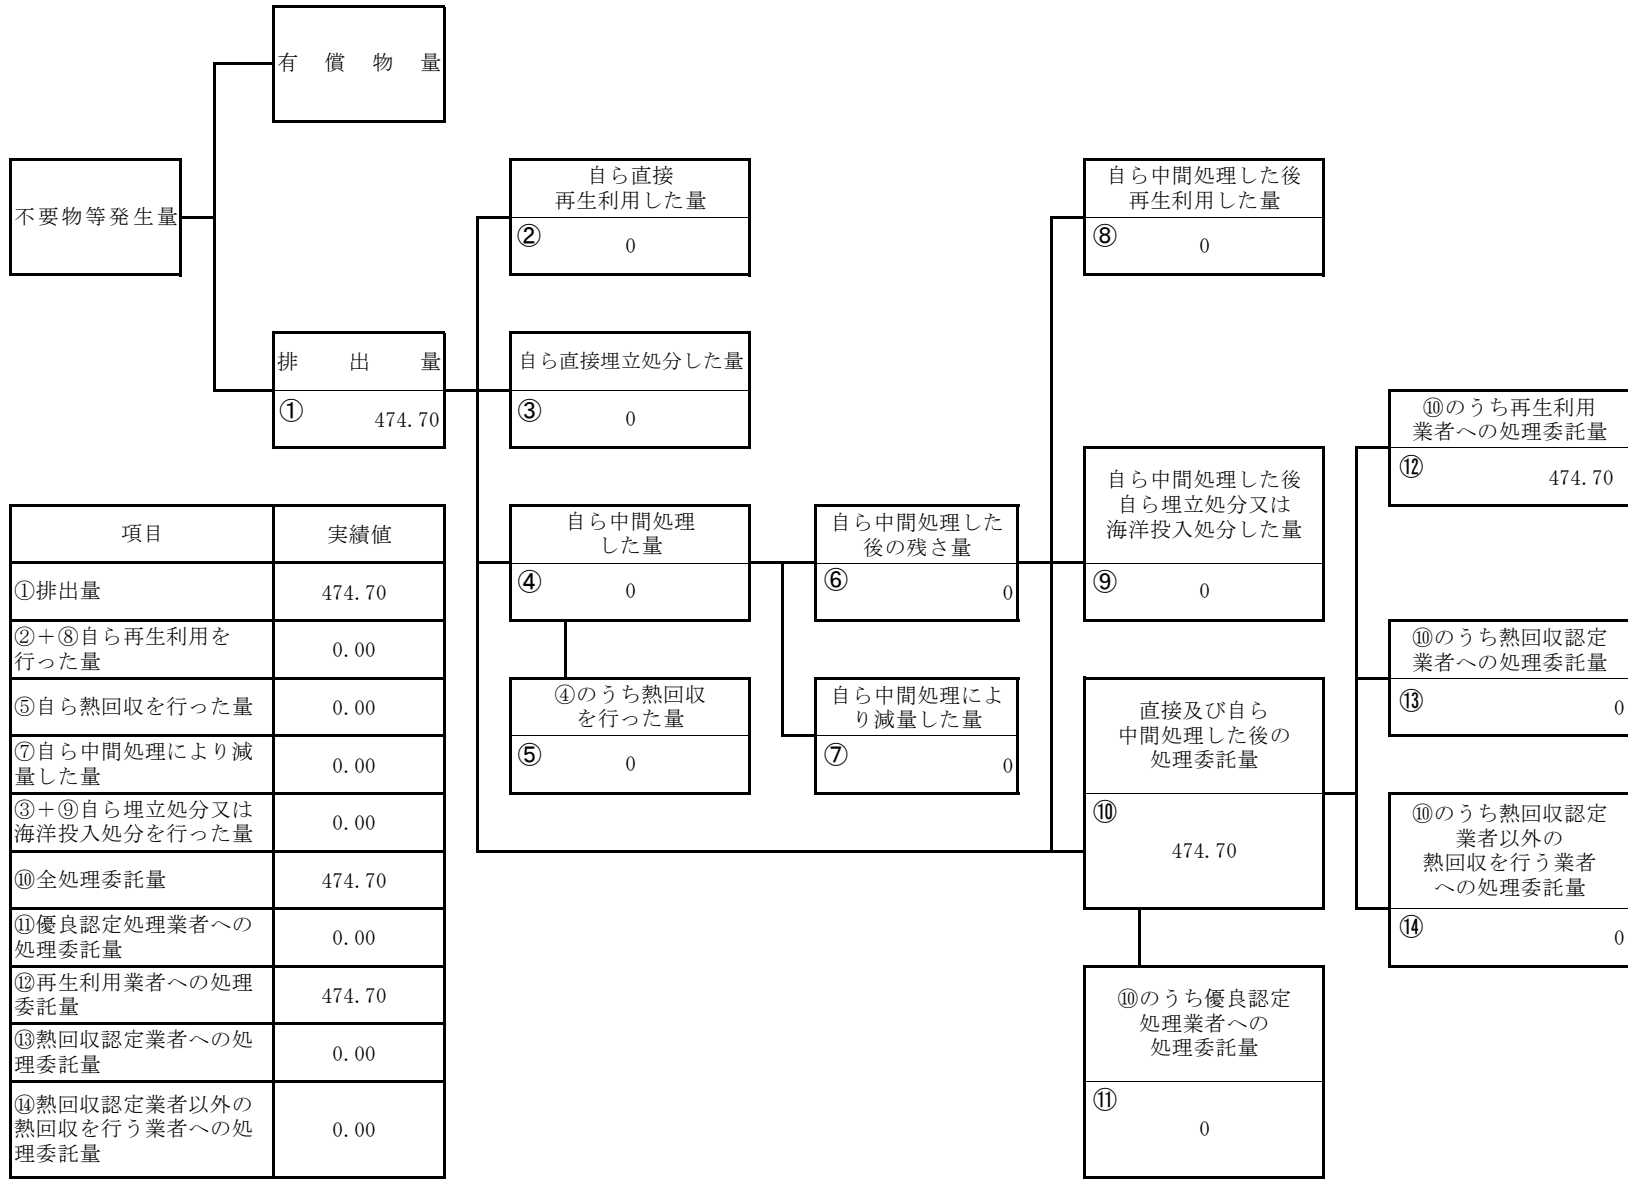 有償物量
不要物等発生量
排出量
①
474.70
自ら直接
再生利用した量
②
0
自ら直接埋立処分した量
③
0
自ら中間処理
した量
④
0
④のうち熱回収
を行った量
⑤
0
自ら中間処理した
後の残さ量
⑥
0
自ら中間処理によ
り減量した量
⑦
0
自ら中間処理した後
再生利用した量
⑧
0
自ら中間処理した後
自ら埋立処分又は
海洋投入処分した量
⑨
0
直接及び自ら
中間処理した後の
処理委託量
⑩
474.70
⑩のうち優良認定
処理業者への
処理委託量
⑪
0
⑩のうち再生利用
業者への処理委託量
⑫
474.70
⑩のうち熱回収認定
業者への処理委託量
⑬
0
⑩のうち熱回収認定
業者以外の
熱回収を行う業者
への処理委託量
⑭
0
項目 実績値
①排出量 474.70
②+⑧自ら再生利用を
行った量 0.00
⑤自ら熱回収を行った量 0.00
⑦自ら中間処理により減
量した量 0.00
③+⑨自ら埋立処分又は
海洋投入処分を行った量 0.00
⑩全処理委託量 474.70
⑪優良認定処理業者への
処理委託量 0.00
⑫再生利用業者への処理
委託量 474.70
⑬熱回収認定業者への処
理委託量 0.00
⑭熱回収認定業者以外の
熱回収を行う業者への処
理委託量 0.00